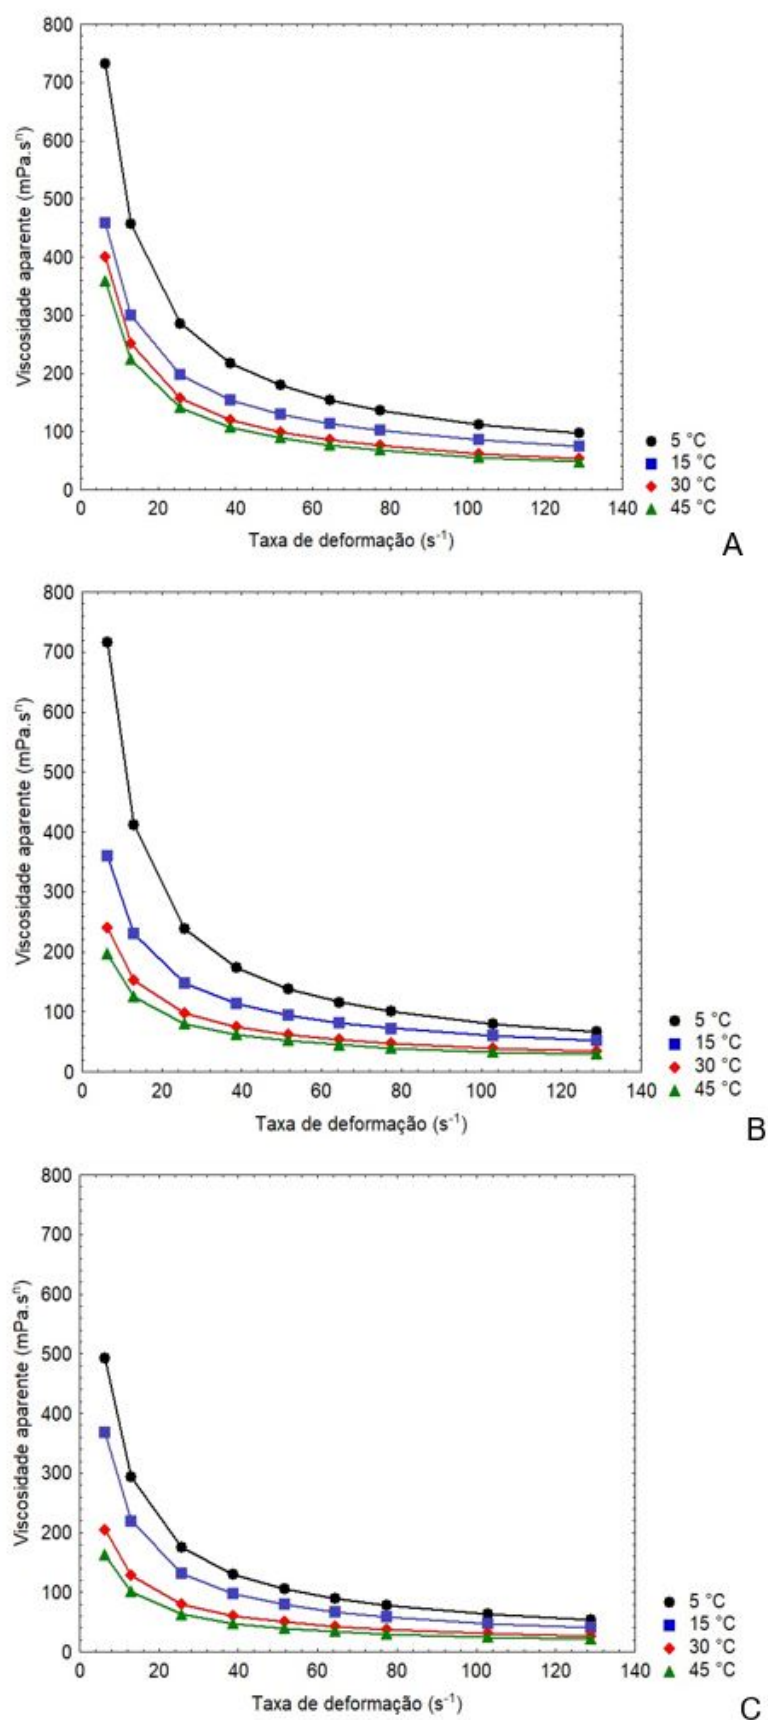 800
700
600
500
400
300
200
100
0
Viscosidade aparente (mPa.sⁿ)
0 20 40 60 80 100 120 140
Taxa de deformação (s⁻¹)
5 °C
15 °C
30 °C
45 °C
A
800
700
600
500
400
300
200
100
0
Viscosidade aparente (mPa.sⁿ)
0 20 40 60 80 100 120 140
Taxa de deformação (s⁻¹)
5 °C
15 °C
30 °C
45 °C
B
800
700
600
500
400
300
200
100
0
Viscosidade aparente (mPa.sⁿ)
0 20 40 60 80 100 120 140
Taxa de deformação (s⁻¹)
5 °C
15 °C
30 °C
45 °C
C